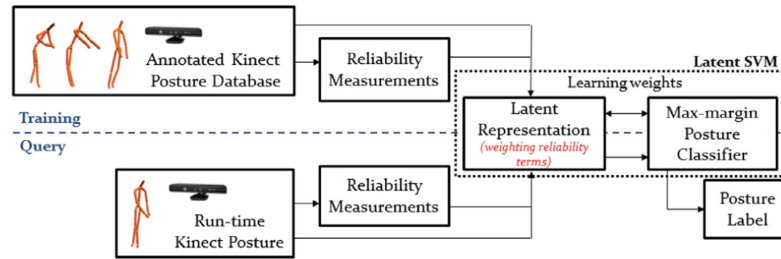 Annotated Kinect
Posture Database
Reliability
Measurements
Latent SVM
Learning weights
Latent
Representation
(weighting reliability
terms)
Max-margin
Posture
Classifier
Training
Query
Run-time
Kinect Posture
Reliability
Measurements
Posture
Label